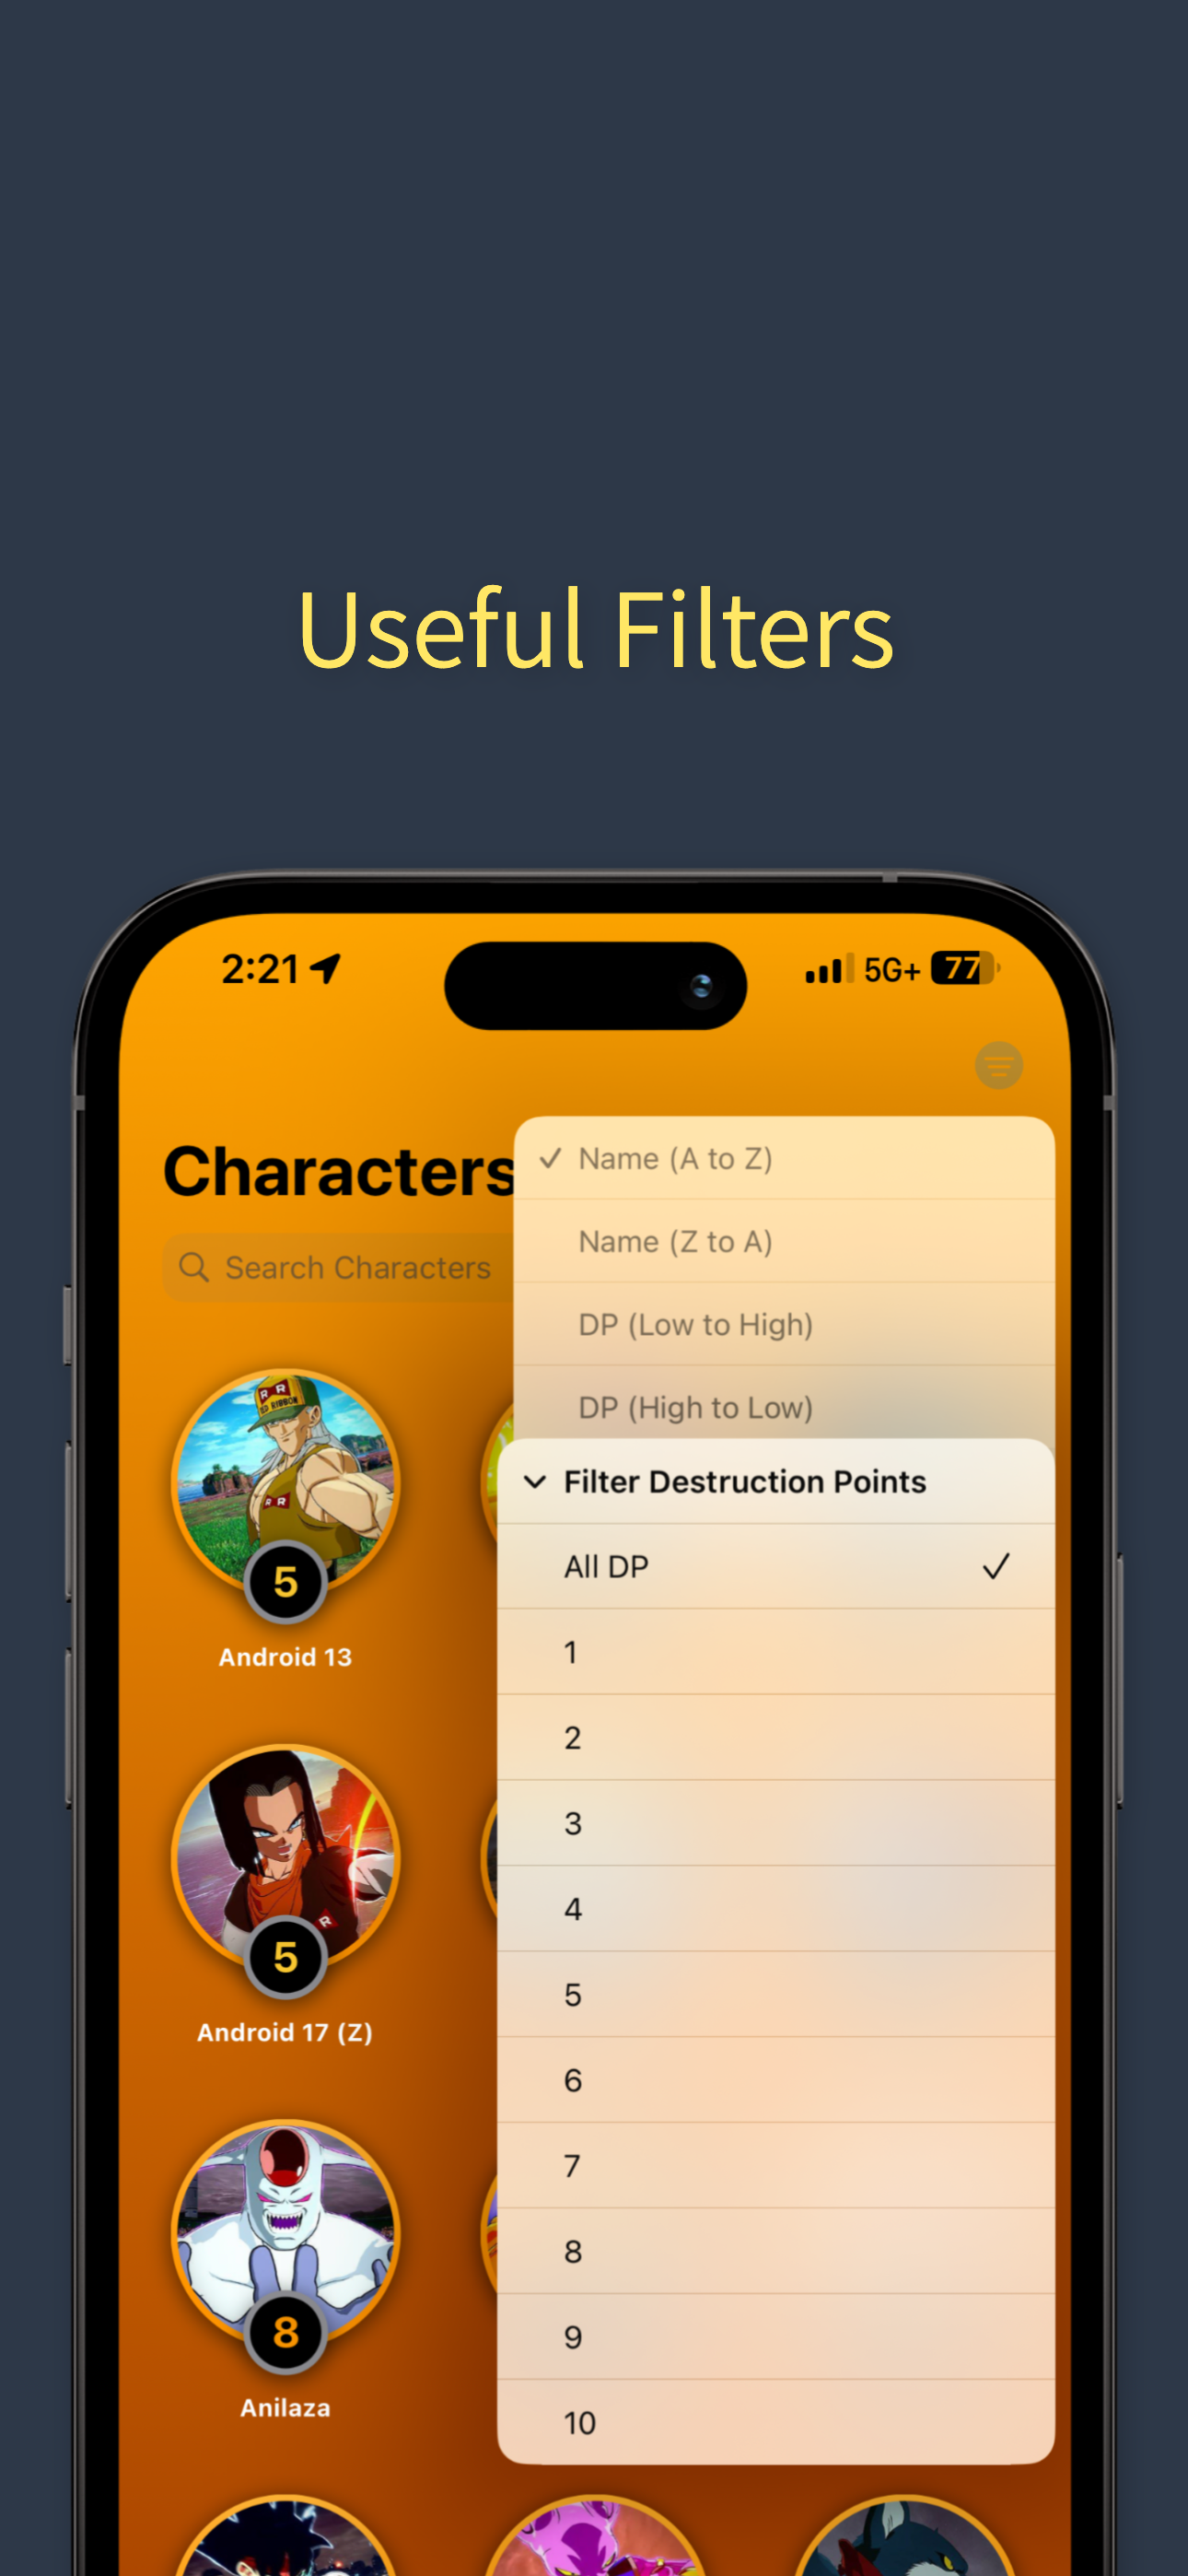 Useful Filters
2:21
5G+ 77
Characters
Search Characters
Name (A to Z)
Name (Z to A)
DP (Low to High)
DP (High to Low)
Filter Destruction Points
All DP
1
2
3
4
5
6
7
8
9
10
R R
RED RIBBON
R R
5
Android 13
R
5
Android 17 (Z)
8
Anilaza